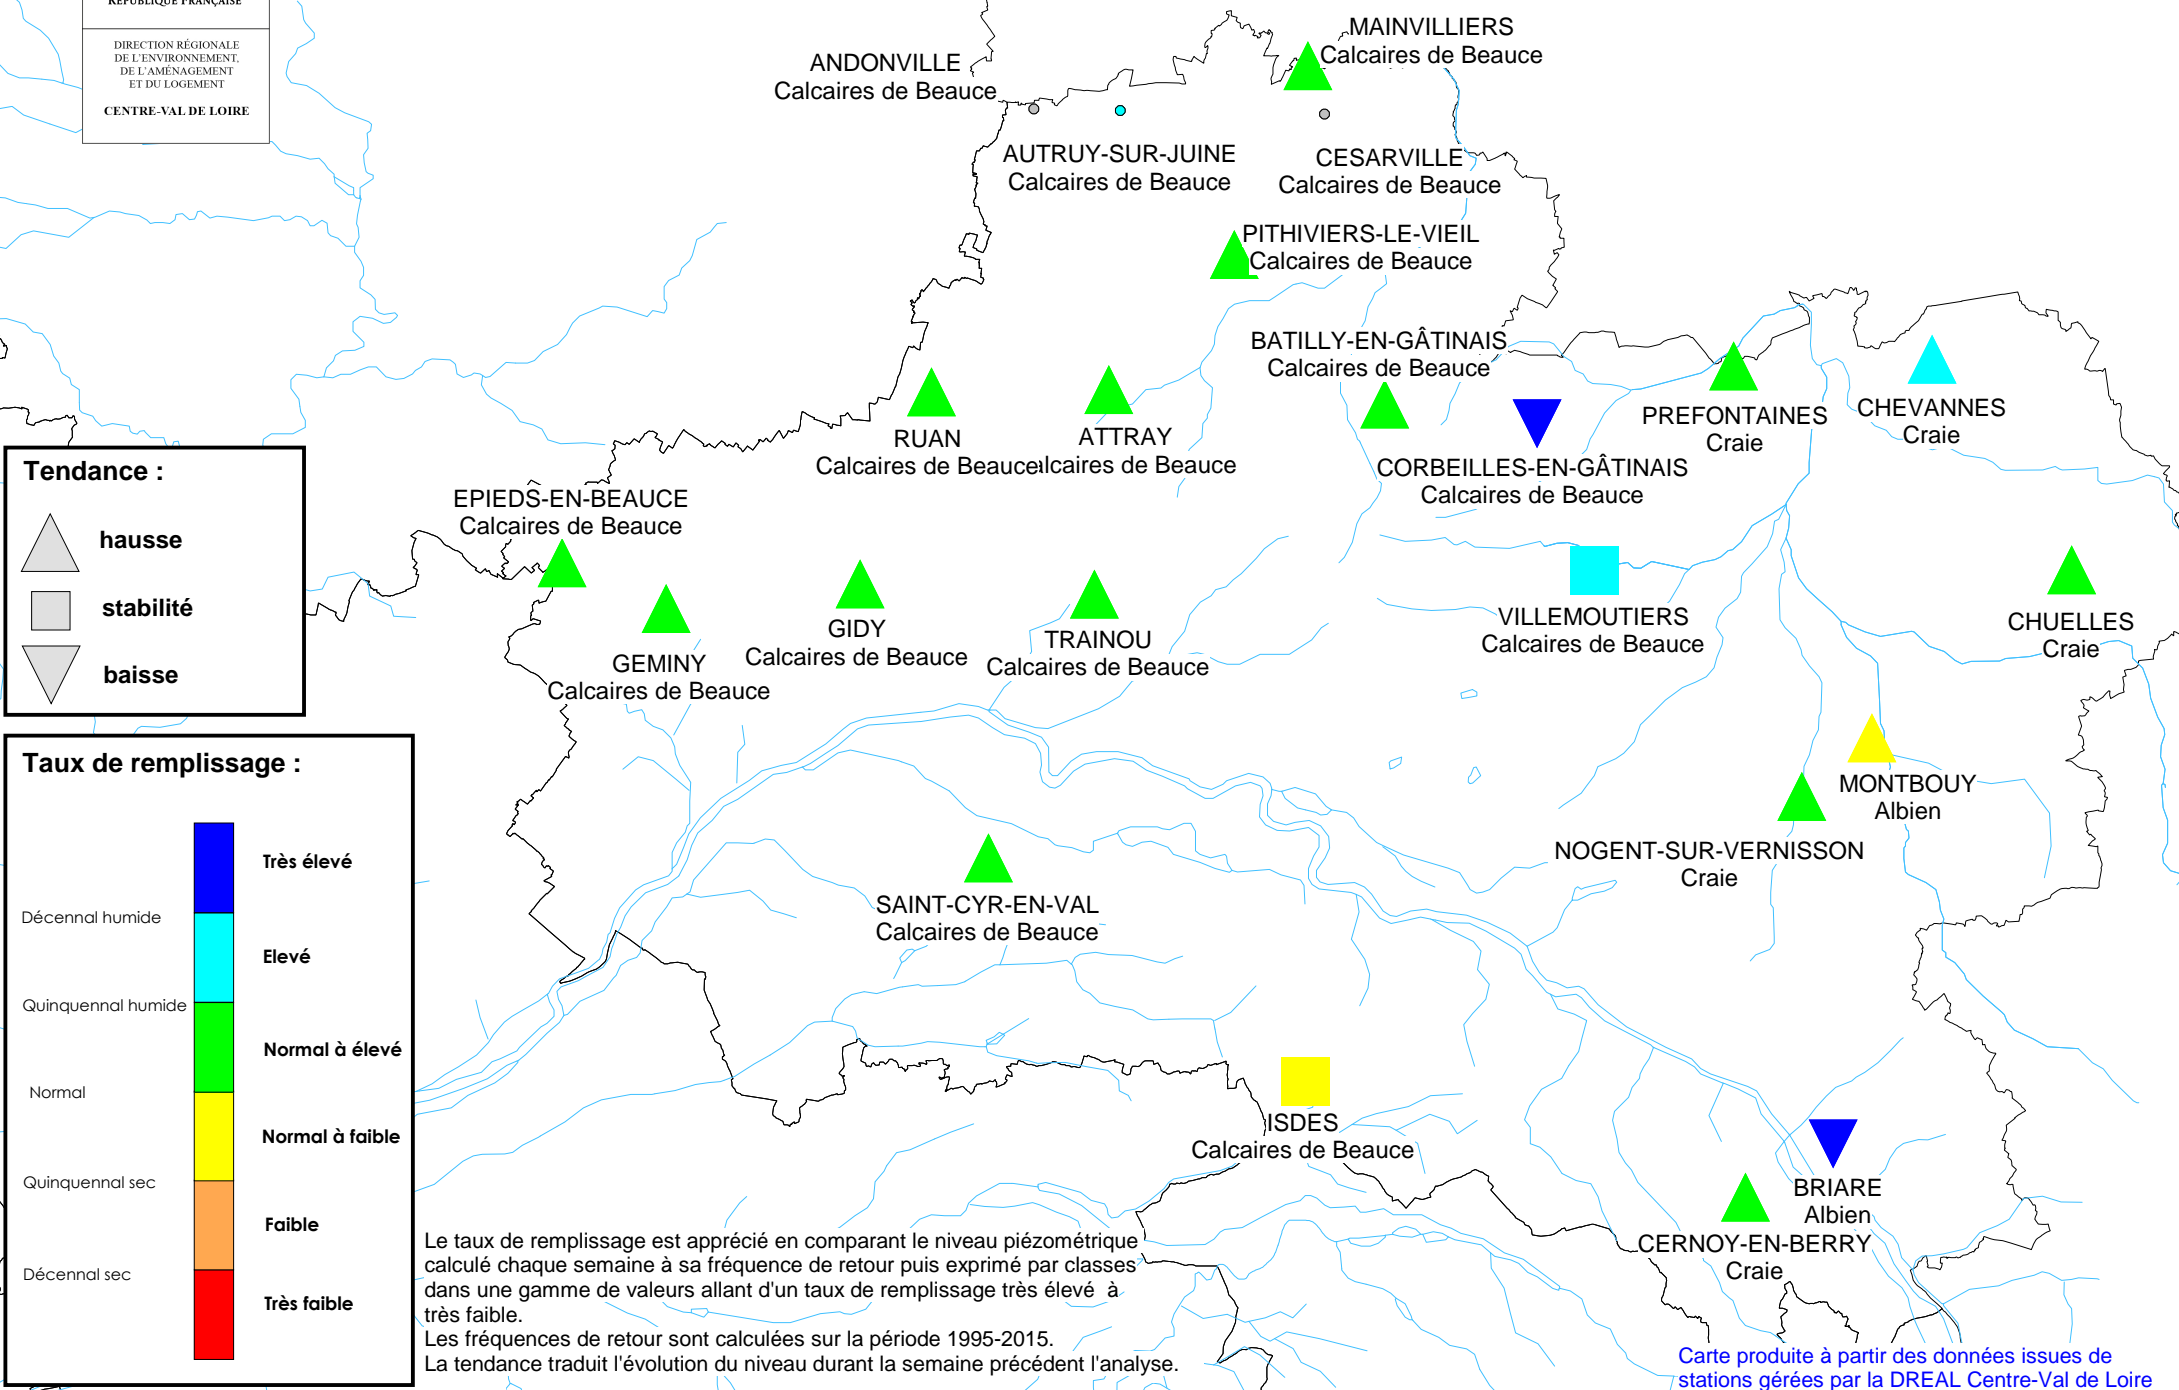 RÉPUBLIQUE FRANÇAISE
DIRECTION RÉGIONALE
DE L'ENVIRONNEMENT,
DE L'AMÉNAGEMENT
ET DU LOGEMENT
CENTRE-VAL DE LOIRE
MAINVILLIERS
Calcaires de Beauce
ANDONVILLE
Calcaires de Beauce
AUTRUY-SUR-JUINE
Calcaires de Beauce
CESARVILLE
Calcaires de Beauce
PITHIVIERS-LE-VIEIL
Calcaires de Beauce
BATILLY-EN-GÂTINAIS
Calcaires de Beauce
PREFONTAINES
Craie
CHEVANNES
Craie
RUAN
Calcaires de Beauce
ATTRAY
alcaires de Beauce
CORBEILLES-EN-GÂTINAIS
Calcaires de Beauce
EPIEDS-EN-BEAUCE
Calcaires de Beauce
GEMINY
Calcaires de Beauce
GIDY
Calcaires de Beauce
TRAINOU
Calcaires de Beauce
VILLEMOUTIERS
Calcaires de Beauce
CHUELLES
Craie
MONTBOUY
Albien
NOGENT-SUR-VERNISSON
Craie
SAINT-CYR-EN-VAL
Calcaires de Beauce
ISDES
Calcaires de Beauce
BRIARE
Albien
CERNOY-EN-BERRY
Craie
Tendance :
hausse
stabilité
baisse
Taux de remplissage :
Très élevé
Décennal humide
Elevé
Quinquennal humide
Normal à élevé
Normal
Normal à faible
Quinquennal sec
Faible
Décennal sec
Très faible
Le taux de remplissage est apprécié en comparant le niveau piézométrique
calculé chaque semaine à sa fréquence de retour puis exprimé par classes
dans une gamme de valeurs allant d'un taux de remplissage très élevé à
très faible.
Les fréquences de retour sont calculées sur la période 1995-2015.
La tendance traduit l'évolution du niveau durant la semaine précédent l'analyse.
Carte produite à partir des données issues de
stations gérées par la DREAL Centre-Val de Loire